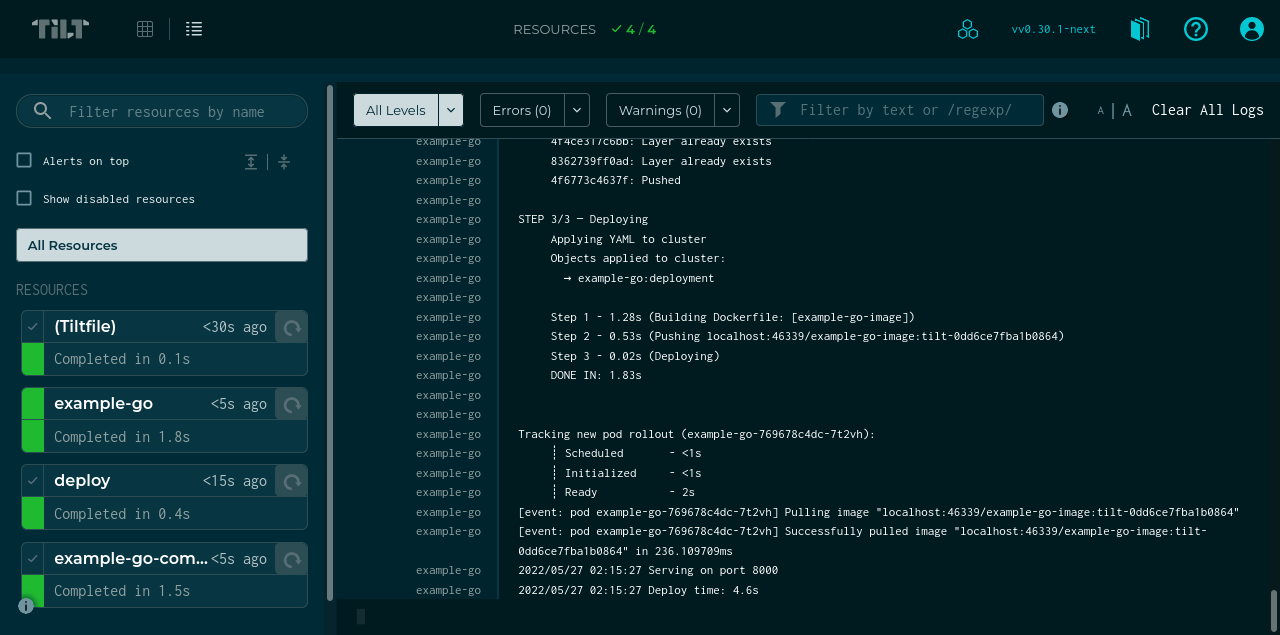 TILT
RESOURCES ✓ 4 / 4
vv0.30.1-next
Filter resources by name
Alerts on top
Show disabled resources
All Resources
RESOURCES
(Tiltfile) <30s ago
Completed in 0.1s
example-go <5s ago
Completed in 1.8s
deploy <15s ago
Completed in 0.4s
example-go-com... <5s ago
Completed in 1.5s
All Levels Errors (0) Warnings (0) Filter by text or /regexp/ A | A Clear All Logs
example-go 4f4ce317c6bb: Layer already exists
example-go 8362739ff0ad: Layer already exists
example-go 4f6773c4637f: Pushed
example-go
example-go STEP 3/3 — Deploying
example-go Applying YAML to cluster
example-go Objects applied to cluster:
example-go → example-go:deployment
example-go
example-go Step 1 - 1.28s (Building Dockerfile: [example-go-image])
example-go Step 2 - 0.53s (Pushing localhost:46339/example-go-image:tilt-0dd6ce7fba1b0864)
example-go Step 3 - 0.02s (Deploying)
example-go DONE IN: 1.83s
example-go
example-go
example-go Tracking new pod rollout (example-go-769678c4dc-7t2vh):
example-go ┊ Scheduled - <1s
example-go ┊ Initialized - <1s
example-go ┊ Ready - 2s
example-go [event: pod example-go-769678c4dc-7t2vh] Pulling image "localhost:46339/example-go-image:tilt-0dd6ce7fba1b0864"
example-go [event: pod example-go-769678c4dc-7t2vh] Successfully pulled image "localhost:46339/example-go-image:tilt-
0dd6ce7fba1b0864" in 236.109709ms
example-go 2022/05/27 02:15:27 Serving on port 8000
example-go 2022/05/27 02:15:27 Deploy time: 4.6s